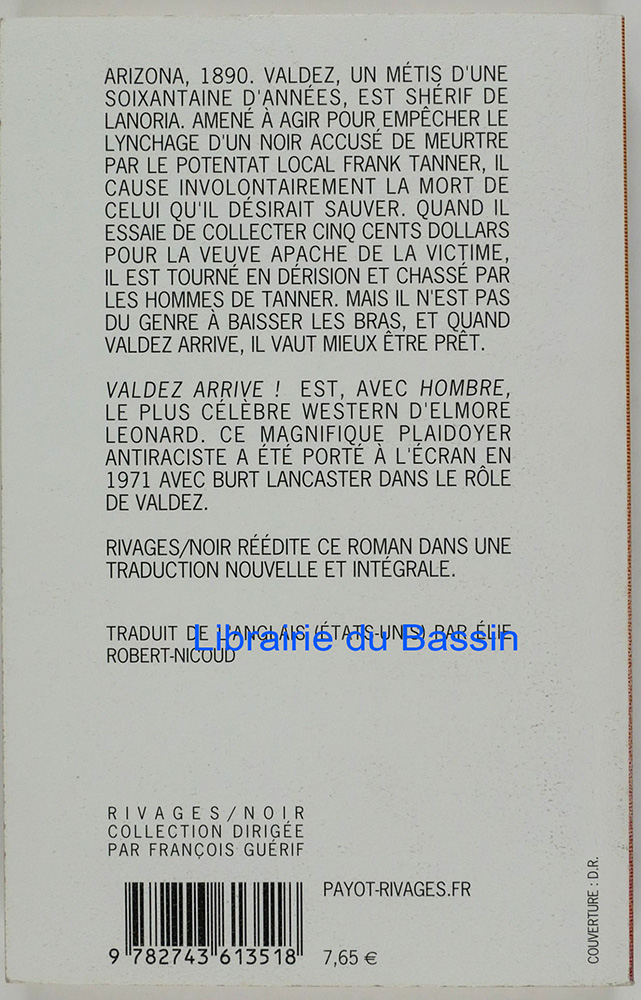 ARIZONA, 1890. VALDEZ, UN MÉTIS D'UNE
SOIXANTAINE D'ANNÉES, EST SHÉRIF DE
LANORIA. AMENÉ À AGIR POUR EMPÊCHER LE
LYNCHAGE D'UN NOIR ACCUSÉ DE MEURTRE
PAR LE POTENTAT LOCAL FRANK TANNER, IL
CAUSE INVOLONTAIREMENT LA MORT DE
CELUI QU'IL DÉSIRAIT SAUVER. QUAND IL
ESSAIE DE COLLECTER CINQ CENTS DOLLARS
POUR LA VEUVE APACHE DE LA VICTIME,
IL EST TOURNÉ EN DÉRISION ET CHASSÉ PAR
LES HOMMES DE TANNER. MAIS IL N'EST PAS
DU GENRE À BAISSER LES BRAS, ET QUAND
VALDEZ ARRIVE, IL VAUT MIEUX ÊTRE PRÊT.
VALDEZ ARRIVE ! EST, AVEC HOMBRE,
LE PLUS CÉLÈBRE WESTERN D'ELMORE
LEONARD. CE MAGNIFIQUE PLAIDOYER
ANTIRACISTE A ÉTÉ PORTÉ À L'ÉCRAN EN
1971 AVEC BURT LANCASTER DANS LE RÔLE
DE VALDEZ.
RIVAGES/NOIR RÉÉDITE CE ROMAN DANS UNE
TRADUCTION NOUVELLE ET INTÉGRALE.
TRADUIT DE L'ANGLAIS (ÉTATS-UNIS) PAR ÉLIE
Librairie du Bassin
ROBERT-NICOUD
RIVAGES/NOIR
COLLECTION DIRIGÉE
PAR FRANÇOIS GUÉRIF
PAYOT-RIVAGES.FR
9 782743 613518
7,65 €
COUVERTURE : D.R.